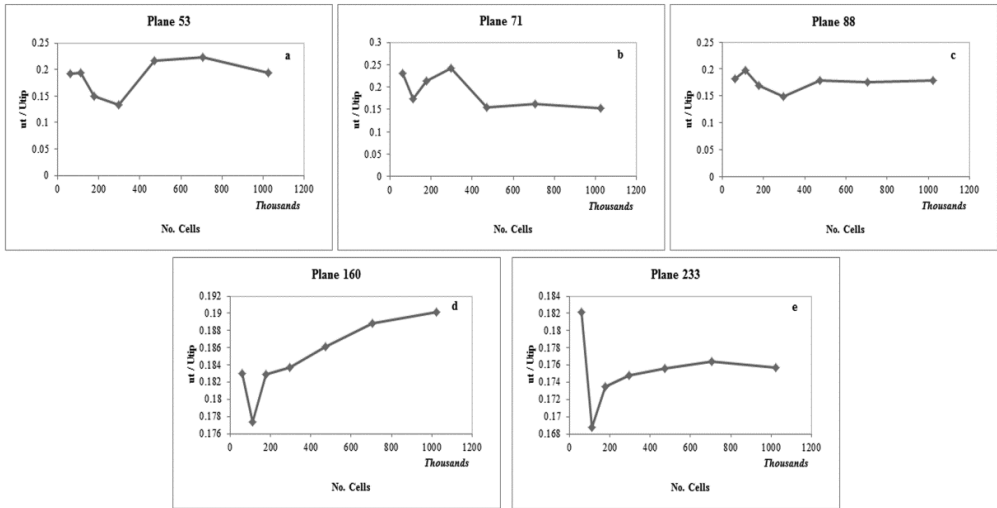 Plane 53
a
0.25
0.2
0.15
0.1
0.05
0
ut / Utip
0 200 400 600 800 1000 1200
Thousands
No. Cells
Plane 71
b
0.3
0.25
0.2
0.15
0.1
0.05
0
ut / Utip
0 200 400 600 800 1000 1200
Thousands
No. Cells
Plane 88
c
0.25
0.2
0.15
0.1
0.05
0
ut / Utip
0 200 400 600 800 1000 1200
Thousands
No. Cells
Plane 160
d
0.192
0.19
0.188
0.186
0.184
0.182
0.18
0.178
0.176
ut / Utip
0 200 400 600 800 1000 1200
Thousands
No. Cells
Plane 233
e
0.184
0.182
0.18
0.178
0.176
0.174
0.172
0.17
0.168
ut / Utip
0 200 400 600 800 1000 1200
Thousands
No. Cells